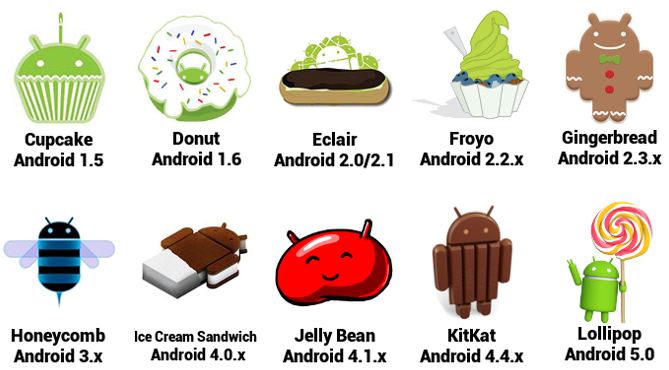 Cupcake
Android 1.5
Donut
Android 1.6
Eclair
Android 2.0/2.1
Froyo
Android 2.2.x
Gingerbread
Android 2.3.x
Honeycomb
Android 3.x
Ice Cream Sandwich
Android 4.0.x
Jelly Bean
Android 4.1.x
KitKat
Android 4.4.x
Lollipop
Android 5.0